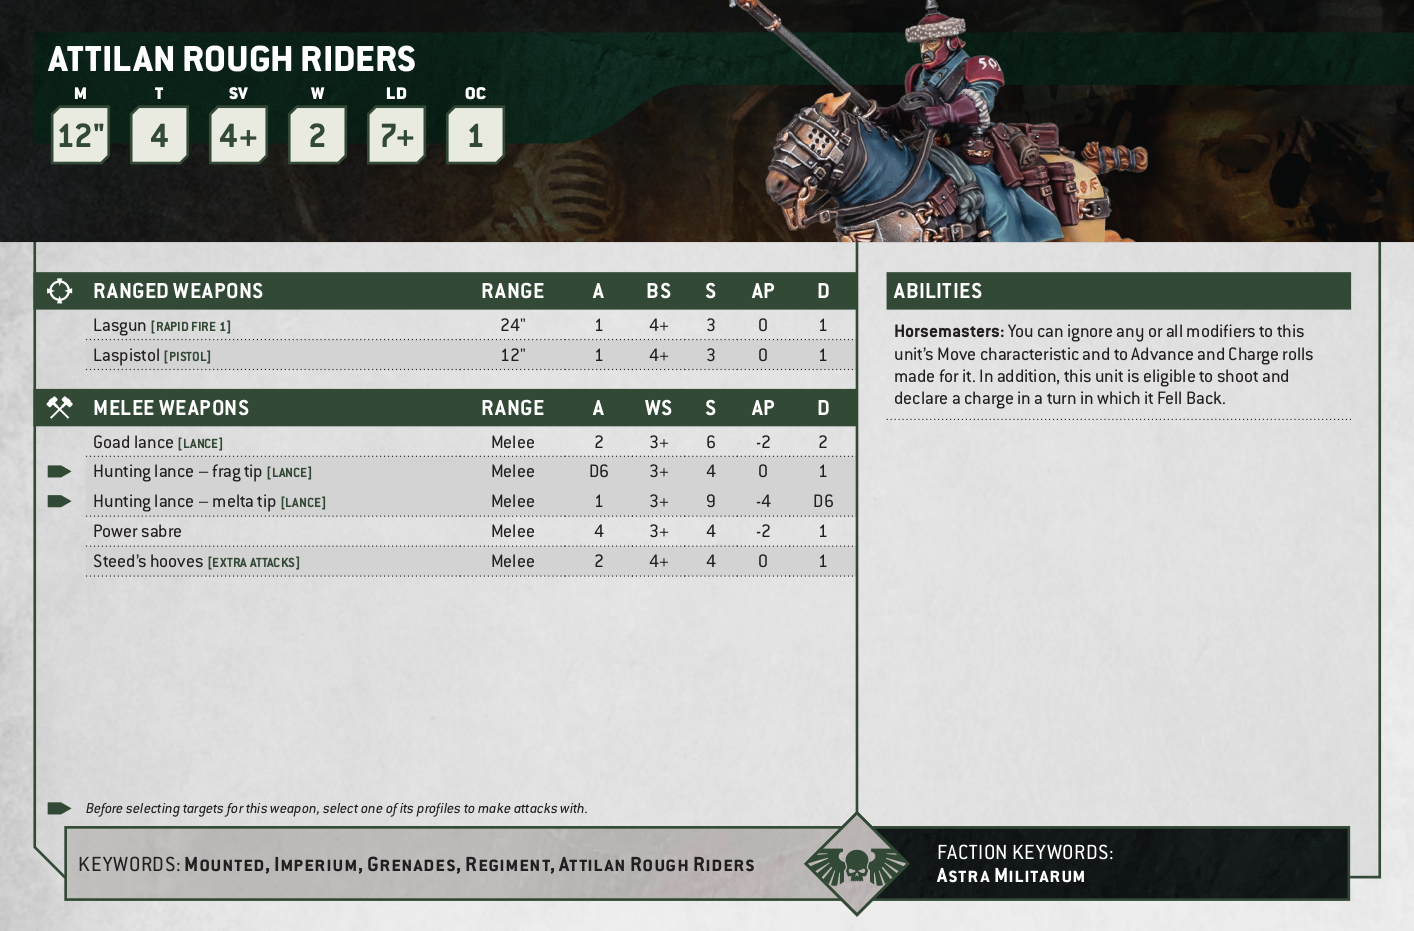 ATTILAN ROUGH RIDERS
M T SV W LD OC
12" 4 4+ 2 7+ 1
50
RANGED WEAPONS RANGE A BS S AP D
Lasgun [RAPID FIRE 1] 24" 1 4+ 3 0 1
Laspistol [PISTOL] 12" 1 4+ 3 0 1
MELEE WEAPONS RANGE A WS S AP D
Goad lance [LANCE] Melee 2 3+ 6 -2 2
Hunting lance – frag tip [LANCE] Melee D6 3+ 4 0 1
Hunting lance – melta tip [LANCE] Melee 1 3+ 9 -4 D6
Power sabre Melee 4 3+ 4 -2 1
Steed's hooves [EXTRA ATTACKS] Melee 2 4+ 4 0 1
Before selecting targets for this weapon, select one of its profiles to make attacks with.
ABILITIES
Horsemasters: You can ignore any or all modifiers to this
unit's Move characteristic and to Advance and Charge rolls
made for it. In addition, this unit is eligible to shoot and
declare a charge in a turn in which it Fell Back.
KEYWORDS: MOUNTED, IMPERIUM, GRENADES, REGIMENT, ATTILAN ROUGH RIDERS
FACTION KEYWORDS:
ASTRA MILITARUM